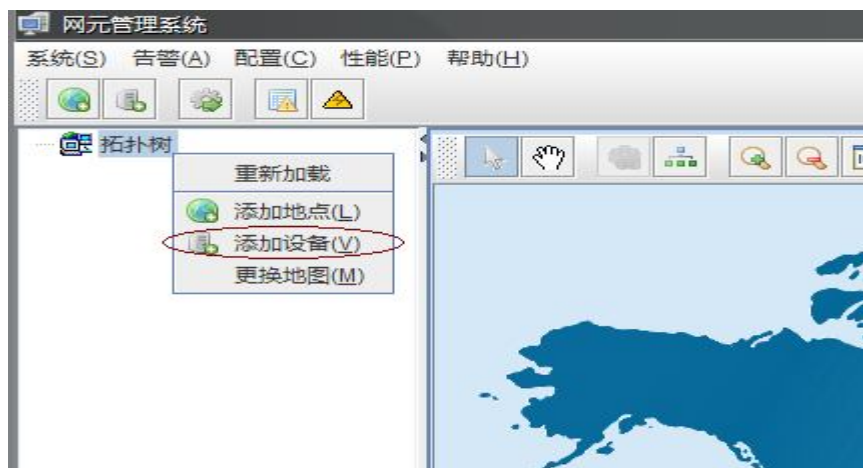 网元管理系统
系统(S) 告警(A) 配置(C) 性能(P) 帮助(H)
拓扑树
重新加载
添加地点(L)
添加设备(V)
更换地图(M)